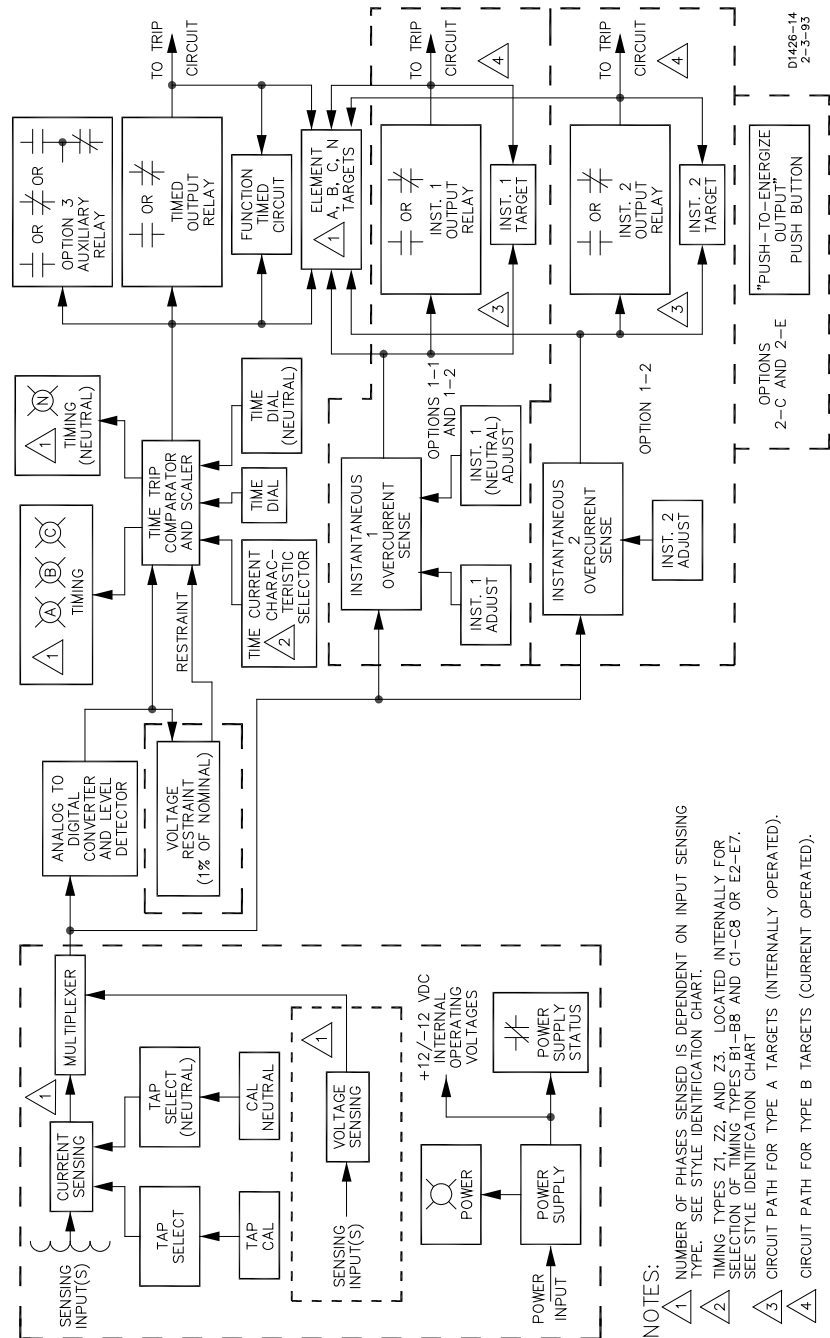 SENSING
INPUT(S)
CURRENT
SENSING
1
MULTIPLEXER
TAP
SELECT
TAP
SELECT
(NEUTRAL)
TAP
CAL
CAL
NEUTRAL
SENSING
INPUT(S)
VOLTAGE
SENSING
1
POWER
INPUT
POWER
SUPPLY
POWER
+12/-12 VDC
INTERNAL
OPERATING
VOLTAGES
POWER
SUPPLY
STATUS
ANALOG TO
DIGITAL
CONVERTER
AND LEVEL
DETECTOR
VOLTAGE
RESTRAINT
(1% OF NOMINAL)
RESTRAINT
1
A B C
TIMING
1 N
TIMING
(NEUTRAL)
TIME TRIP
COMPARATOR
AND SCALER
TIME CURRENT
CHARAC-
TERISTIC
SELECTOR
2
TIME
DIAL
TIME
DIAL
(NEUTRAL)
INSTANTANEOUS
1
OVERCURRENT
SENSE
INST. 1
ADJUST
INST. 1
(NEUTRAL)
ADJUST
OPTIONS 1-1
AND 1-2
INSTANTANEOUS
2
OVERCURRENT
SENSE
INST. 2
ADJUST
OPTION 1-2
OR OR
OPTION 3
AUXILIARY
RELAY
OR
TIMED
OUTPUT
RELAY
TO TRIP
CIRCUIT
FUNCTION
TIMED
CIRCUIT
ELEMENT
1 A, B, C, N
TARGETS
OR
INST. 1
OUTPUT
RELAY
TO TRIP
CIRCUIT
3
4
INST. 1
TARGET
OR
INST. 2
OUTPUT
RELAY
TO TRIP
CIRCUIT
3
4
INST. 2
TARGET
OPTIONS
2-C AND 2-E
"PUSH-TO-ENERGIZE
OUTPUT"
PUSH BUTTON
D1426-14
2-3-93
NOTES:
1 NUMBER OF PHASES SENSED IS DEPENDENT ON INPUT SENSING
TYPE. SEE STYLE IDENTIFICATION CHART.
2 TIMING TYPES Z1, Z2, AND Z3. LOCATED INTERNALLY FOR
SELECTION OF TIMING TYPES B1-B8 AND C1-C8 OR E2-E7.
SEE STYLE IDENTIFCATION CHART
3 CIRCUIT PATH FOR TYPE A TARGETS (INTERNALLY OPERATED).
4 CIRCUIT PATH FOR TYPE B TARGETS (CURRENT OPERATED).